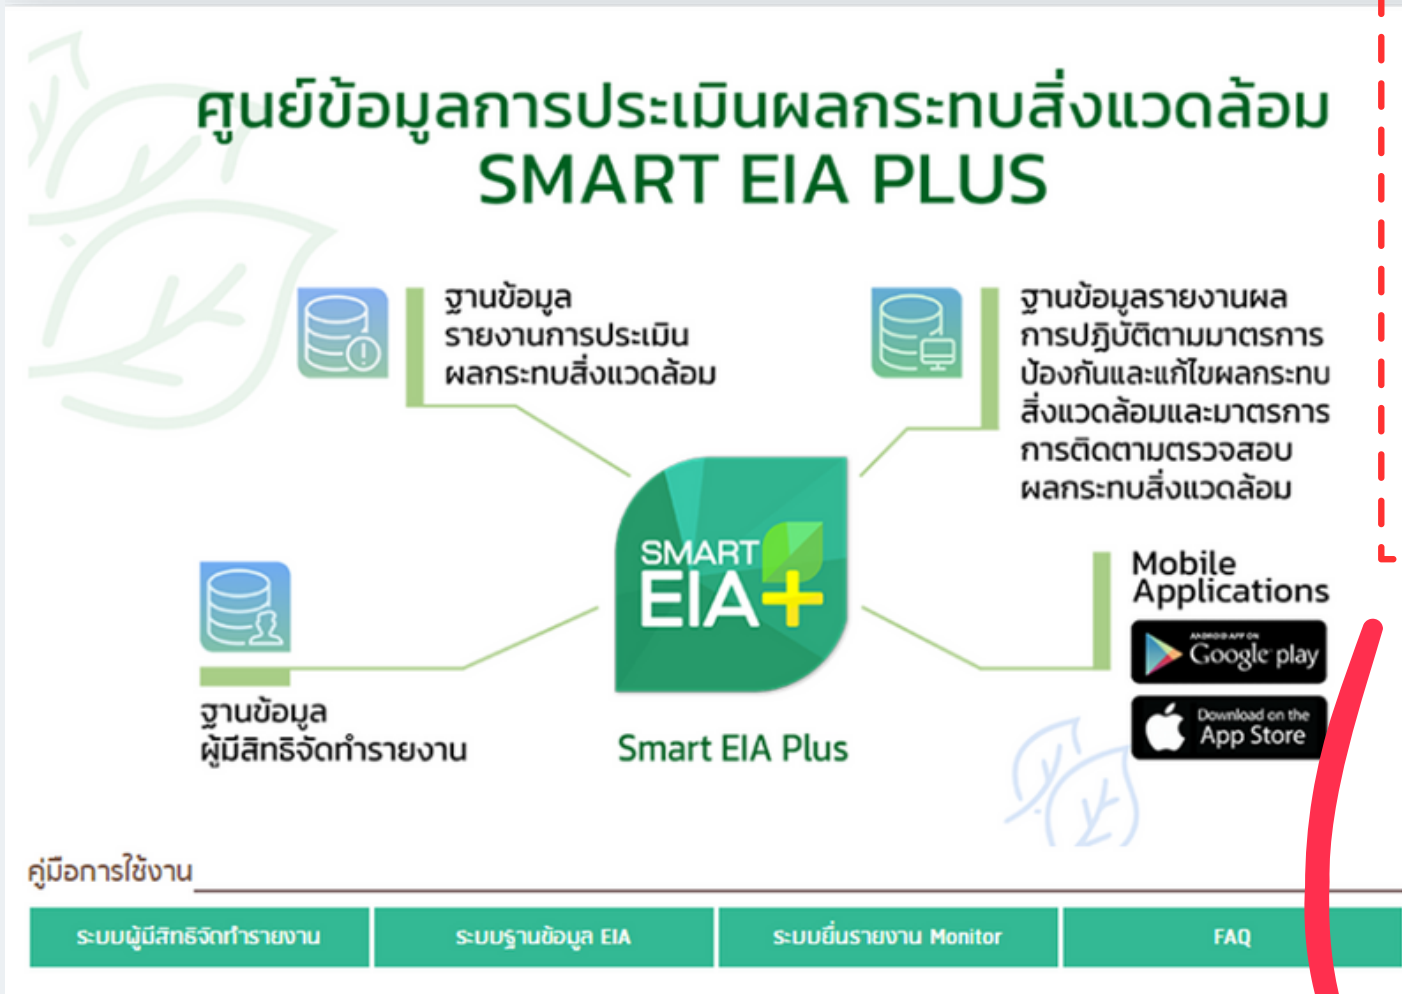 ศูนย์ข้อมูลการประเมินผลกระทบสิ่งแวดล้อม
SMART EIA PLUS
ฐานข้อมูล
รายงานการประเมิน
ผลกระทบสิ่งแวดล้อม
ฐานข้อมูลรายงานผล
การปฏิบัติตามมาตรการ
ป้องกันและแก้ไขผลกระทบ
สิ่งแวดล้อมและมาตรการ
การติดตามตรวจสอบ
ผลกระทบสิ่งแวดล้อม
SMART
EIA+
Smart EIA Plus
ฐานข้อมูล
ผู้มีสิทธิจัดทำรายงาน
Mobile
Applications
ANDROID APP ON
Google play
Download on the
App Store
คู่มือการใช้งาน
ระบบผู้มีสิทธิจัดทำรายงาน
ระบบฐานข้อมูล EIA
ระบบยื่นรายงาน Monitor
FAQ